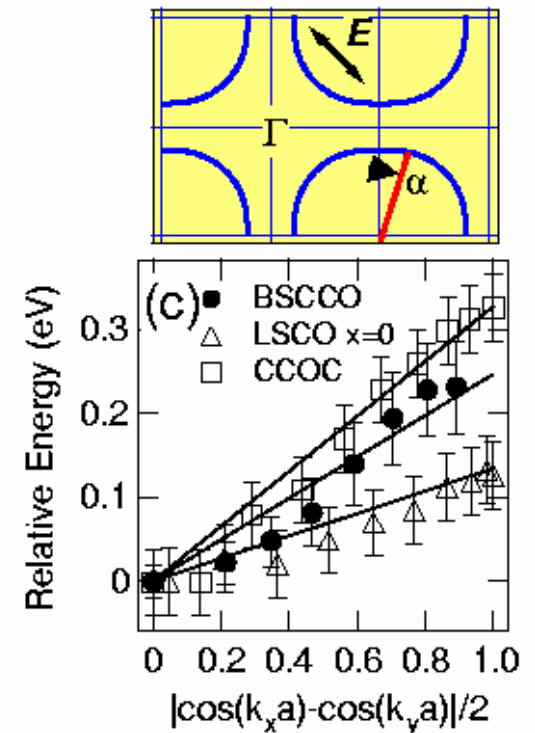 E
Γ
α
(c)
BSCCO
LSCO x=0
CCOC
Relative Energy (eV)
0.3
0.2
0.1
0
0 0.2 0.4 0.6 0.8 1.0
|cos(kₓa)-cos(k_ya)|/2